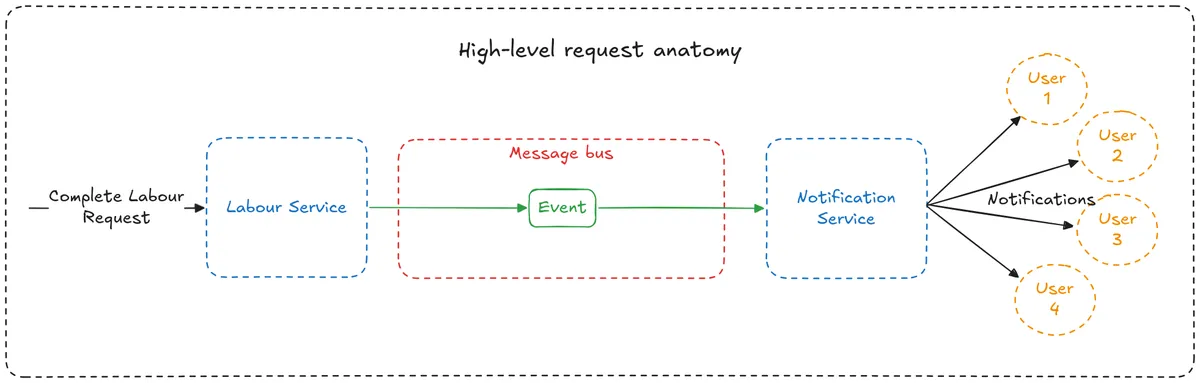 High-level request anatomy
Complete Labour
Request
Labour Service
Message bus
Event
Notification
Service
Notifications
User
1
User
2
User
3
User
4